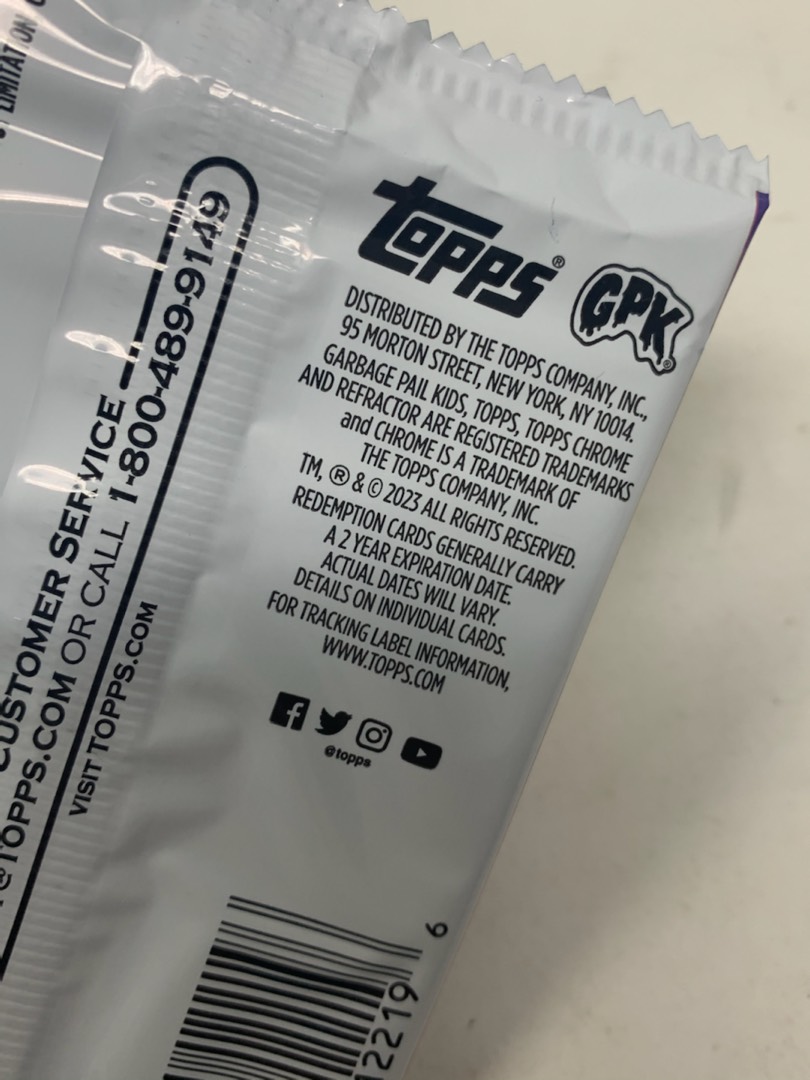 LIMITATION
CUSTOMER SERVICE
@TOPPS.COM OR CALL 1-800-489-9149
VISIT TOPPS.COM
TOPPS®
GPK®
DISTRIBUTED BY THE TOPPS COMPANY, INC.,
95 MORTON STREET, NEW YORK, NY 10014.
GARBAGE PAIL KIDS, TOPPS, TOPPS CHROME
AND REFRACTOR ARE REGISTERED TRADEMARKS
and CHROME IS A TRADEMARK OF
THE TOPPS COMPANY, INC.
TM, ® & © 2023 ALL RIGHTS RESERVED.
REDEMPTION CARDS GENERALLY CARRY
A 2 YEAR EXPIRATION DATE.
ACTUAL DATES WILL VARY.
DETAILS ON INDIVIDUAL CARDS.
FOR TRACKING LABEL INFORMATION,
WWW.TOPPS.COM
@topps
12219 6